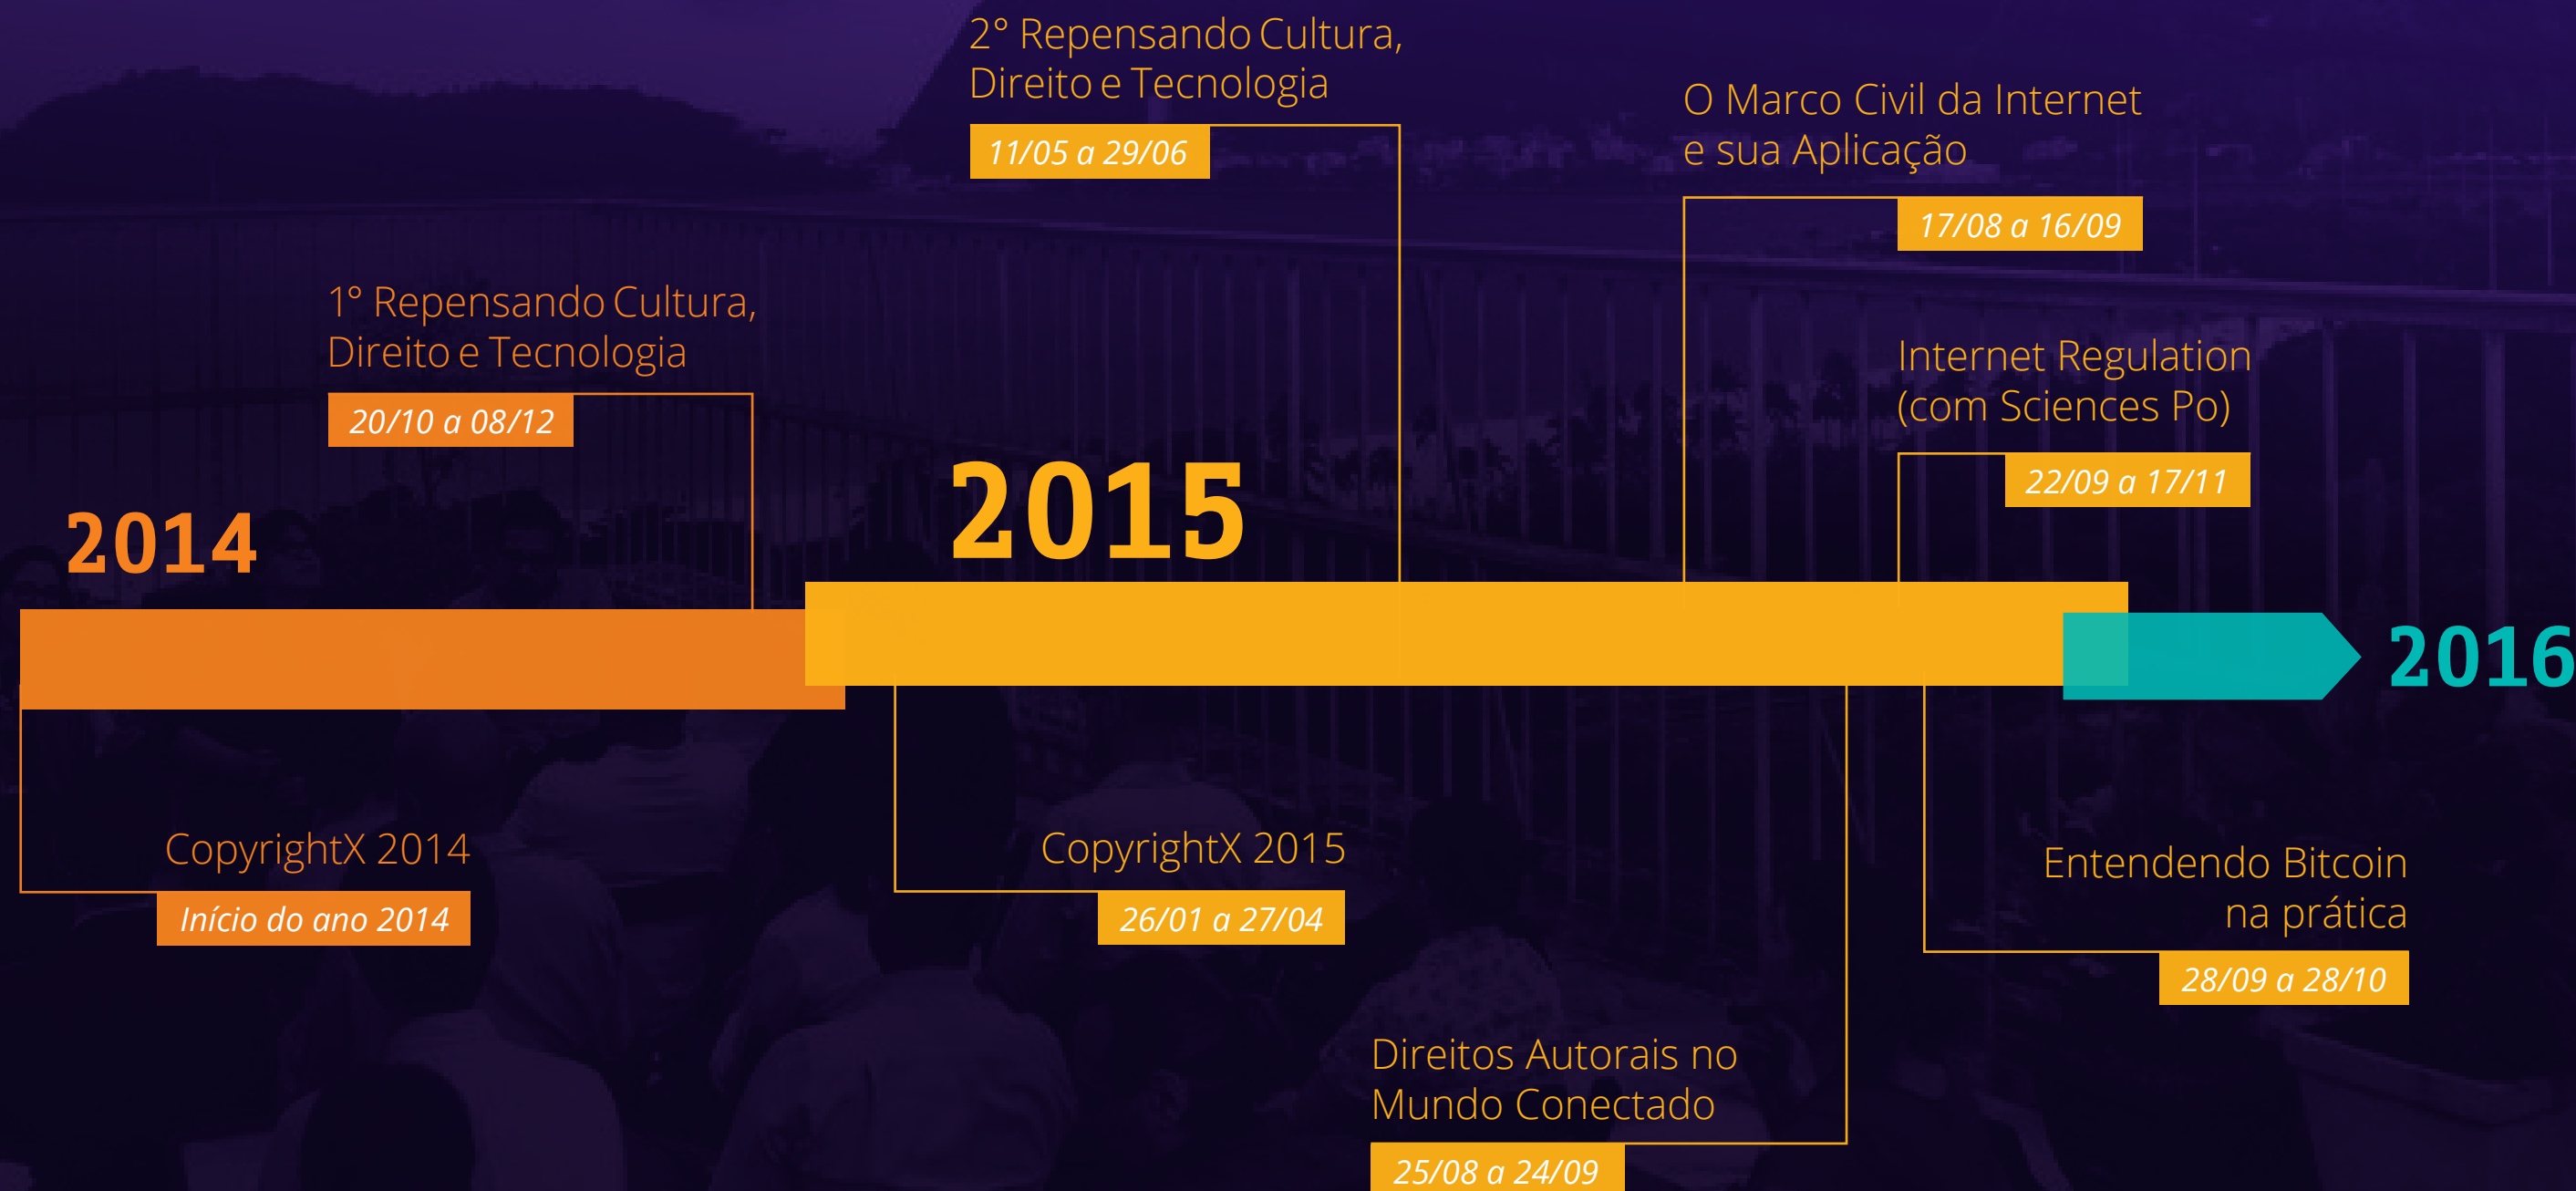 2° Repensando Cultura,
Direito e Tecnologia
11/05 a 29/06
O Marco Civil da Internet
e sua Aplicação
17/08 a 16/09
1° Repensando Cultura,
Direito e Tecnologia
20/10 a 08/12
Internet Regulation
(com Sciences Po)
22/09 a 17/11
2014
2015
2016
CopyrightX 2014
Início do ano 2014
CopyrightX 2015
26/01 a 27/04
Entendendo Bitcoin
na prática
28/09 a 28/10
Direitos Autorais no
Mundo Conectado
25/08 a 24/09